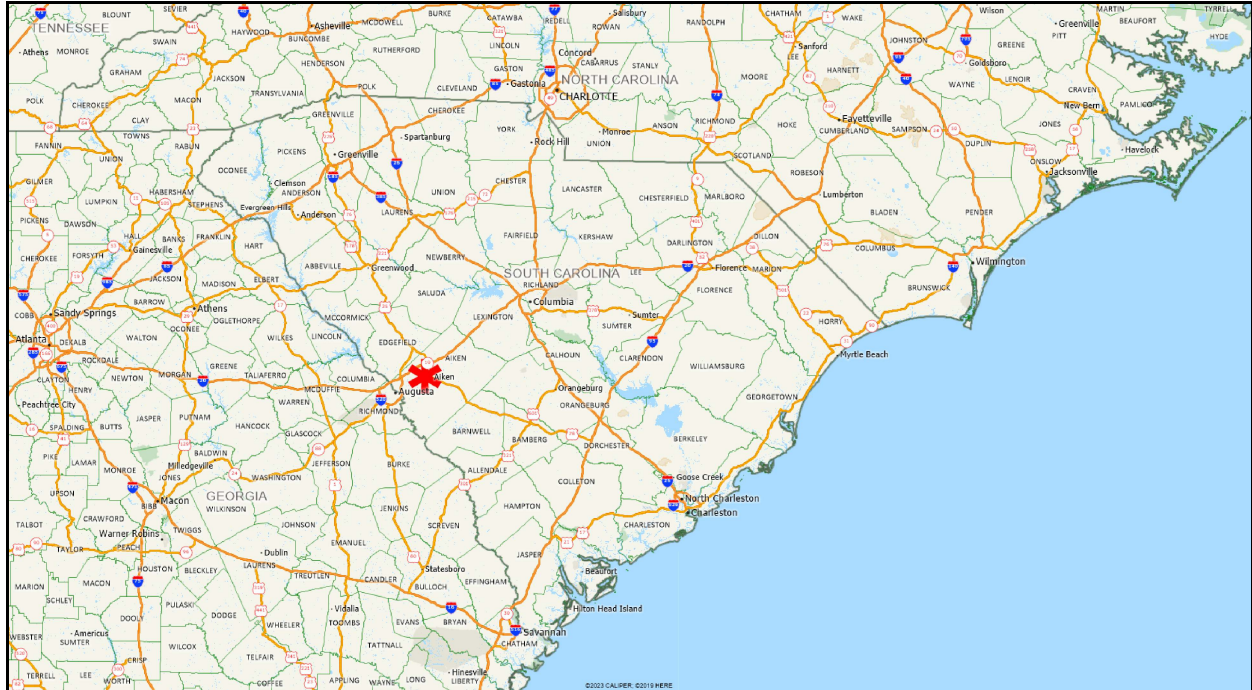 TENNESSEE
BLOUNT
SEVIER
HAYWOOD
Asheville
MCDOWELL
BURKE
CATAWBA
REDELL
Salisbury
ROWAN
RANDOLPH
CHATHAM
WAKE
Wilson
Greenville
PITT
MARTIN
BEAUFORT
TYRRELL
HYDE
Athens
MONROE
SWAIN
BUNCOMBE
RUTHERFORD
LINCOLN
Concord
CABARRUS
STANLY
Sanford
LEE
JOHNSTON
GREENE
GRAHAM
JACKSON
HENDERSON
GASTON
Gastonia
NORTH CAROLINA
MOORE
HARNETT
WAYNE
Goldsboro
LENOIR
CRAVEN
PAMLICO
POLK
CHEROKEE
MACON
TRANSYLVANIA
POLK
CLEVELAND
CHARLOTTE
New Bern
CLAY
GREENVILLE
CHEROKEE
YORK
Monroe
UNION
ANSON
RICHMOND
HOKE
Fayetteville
CUMBERLAND
SAMPSON
DUPLIN
JONES
Havelock
FANNIN
TOWNS
UNION
RABUN
PICKENS
Spartanburg
Greenville
Rock Hill
SCOTLAND
ONSLOW
Jacksonville
GILMER
OCONEE
Clemson
ANDERSON
UNION
CHESTER
LANCASTER
CHESTERFIELD
MARLBORO
ROBESON
Lumberton
BLADEN
PENDER
LUMPKIN
HABERSHAM
STEPHENS
Evergreen Hills
Anderson
LAURENS
PICKENS
DAWSON
HALL
BANKS
FRANKLIN
HART
FAIRFIELD
KERSHAW
DARLINGTON
DILLON
COLUMBUS
CHEROKEE
FORSYTH
Gainesville
ABBEVILLE
Greenwood
NEWBERRY
SOUTH CAROLINA
LEE
Florence
MARION
Wilmington
JACKSON
MADISON
ELBERT
RICHLAND
FLORENCE
BRUNSWICK
COBB
Sandy Springs
BARROW
Athens
SALUDA
Columbia
Sumter
HORRY
OCONEE
OGLETHORPE
MCCORMICK
LEXINGTON
SUMTER
Atlanta
DEKALB
WALTON
WILKES
LINCOLN
EDGEFIELD
AIKEN
CALHOUN
CLARENDON
Myrtle Beach
ROCKDALE
GREENE
TALIAFERRO
WILLIAMSBURG
CLAYTON
HENRY
NEWTON
MORGAN
COLUMBIA
MCDUFFIE
Aiken
Augusta
Orangeburg
ORANGEBURG
GEORGETOWN
Peachtree City
JASPER
PUTNAM
WARREN
RICHMOND
SPALDING
BUTTS
HANCOCK
GLASCOCK
BARNWELL
BAMBERG
DORCHESTER
BERKELEY
PIKE
LAMAR
MONROE
BALDWIN
Milledgeville
JONES
WASHINGTON
JEFFERSON
BURKE
ALLENDALE
COLLETON
Goose Creek
UPSON
BIBB
Macon
GEORGIA
WILKINSON
North Charleston
Charleston
CRAWFORD
TALBOT
JENKINS
HAMPTON
CHARLESTON
Warner Robins
TWIGGS
JOHNSON
SCREVEN
TAYLOR
PEACH
EMANUEL
Dublin
JASPER
HOUSTON
BLECKLEY
LAURENS
TREUTLEN
CANDLER
Statesboro
BULLOCH
EFFINGHAM
Beaufort
MARION
MACON
SCHLEY
PULASKI
DODGE
Vidalia
TOOMBS
EVANS
BRYAN
Hilton Head Island
DOOLY
WHEELER
WEBSTER
Americus
SUMTER
WILCOX
TATTNALL
Savannah
CHATHAM
TELFAIR
Hinesville
LIBERTY
CRISP
TERRELL
LEE
WORTH
COFFEE
APPLING
WAYNE
LONG
©2023 CALIPER; ©2019 HERE